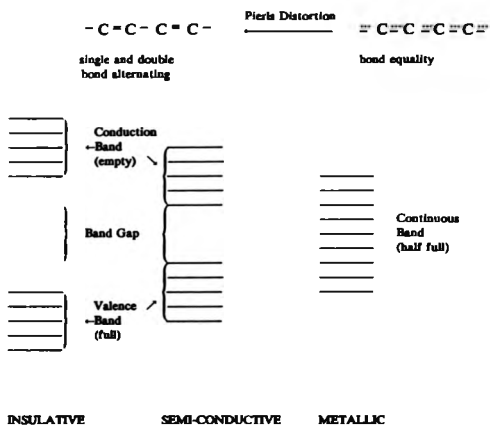 Pierls Distortion
- C = C - C = C -
= C = C = C = C =
single and double
bond alternating
bond equality
Conduction
←Band
(empty)
Band Gap
Continuous
Band
(half full)
Valence
←Band
(full)
INSULATIVE SEMI-CONDUCTIVE METALLIC